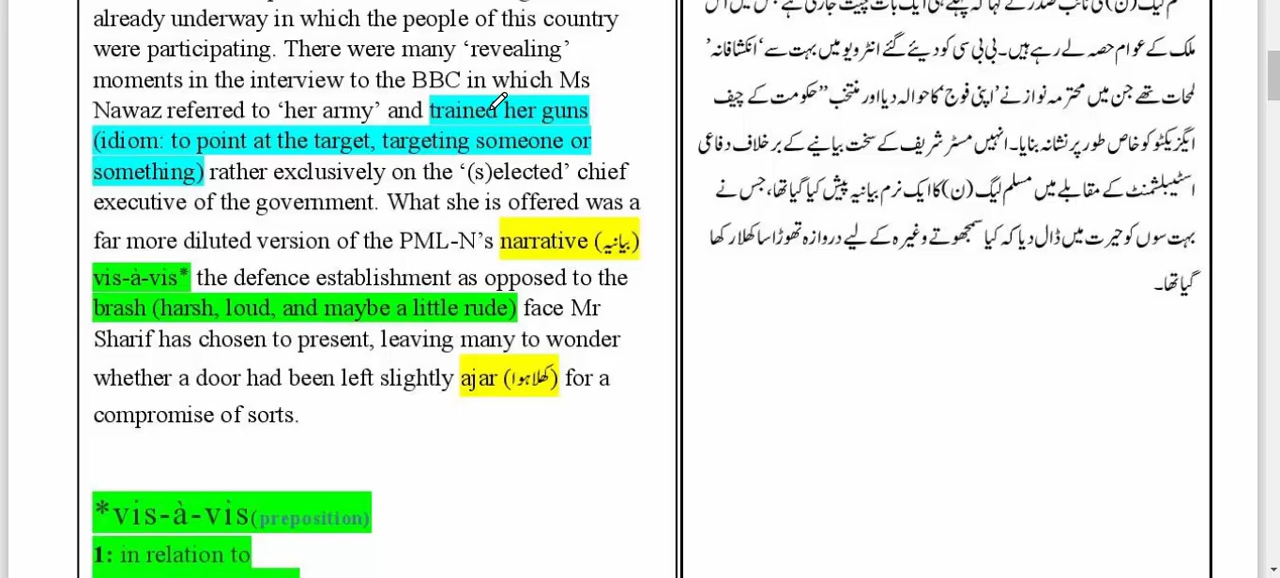 already underway in which the people of this country
were participating. There were many ‘revealing’
moments in the interview to the BBC in which Ms
Nawaz referred to ‘her army’ and trained her guns
(idiom: to point at the target, targeting someone or
something) rather exclusively on the ‘(s)elected’ chief
executive of the government. What she is offered was a
far more diluted version of the PML-N’s narrative (بیانیہ)
vis-à-vis* the defence establishment as opposed to the
brash (harsh, loud, and maybe a little rude) face Mr
Sharif has chosen to present, leaving many to wonder
whether a door had been left slightly ajar (کھلا ہوا) for a
compromise of sorts.
*vis-à-vis(preposition)
1: in relation to
ملک کے عوام حصہ لے رہے ہیں۔ بی بی سی کو دیئے گئے انٹرویو میں بہت سے ‘انکشافانہ’
لمحات تھے جن میں محترمہ نواز نے ’اپنی فوج‘ کا حوالہ دیا اور منتخب ’’حکومت کے چیف
ایگزیکٹو کو خاص طور پر نشانہ بنایا۔ انہیں مسٹر شریف کے سخت بیانیے کے برخلاف دفاعی
اسٹیبلشمنٹ کے مقابلے میں مسلم لیگ (ن) کا ایک نرم بیانیہ پیش کیا گیا تھا، جس نے
بہت سوں کو حیرت میں ڈال دیا کہ کیا سمجھوتے وغیرہ کے لیے دروازہ تھوڑا سا کھلا رکھا
گیا تھا۔